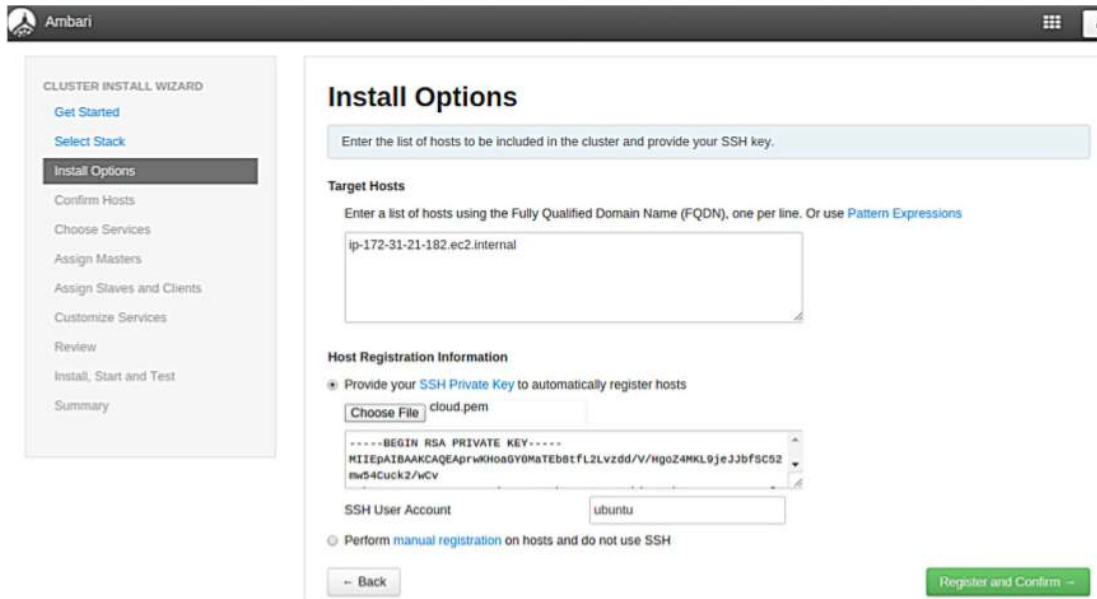 Ambari
CLUSTER INSTALL WIZARD
Get Started
Select Stack
Install Options
Confirm Hosts
Choose Services
Assign Masters
Assign Slaves and Clients
Customize Services
Review
Install, Start and Test
Summary
Install Options
Enter the list of hosts to be included in the cluster and provide your SSH key.
Target Hosts
Enter a list of hosts using the Fully Qualified Domain Name (FQDN), one per line. Or use Pattern Expressions
ip-172-31-21-182.ec2.internal
Host Registration Information
Provide your SSH Private Key to automatically register hosts
Choose File cloud.pem
-----BEGIN RSA PRIVATE KEY-----
SSH User Account
ubuntu
Perform manual registration on hosts and do not use SSH
← Back
Register and Confirm →